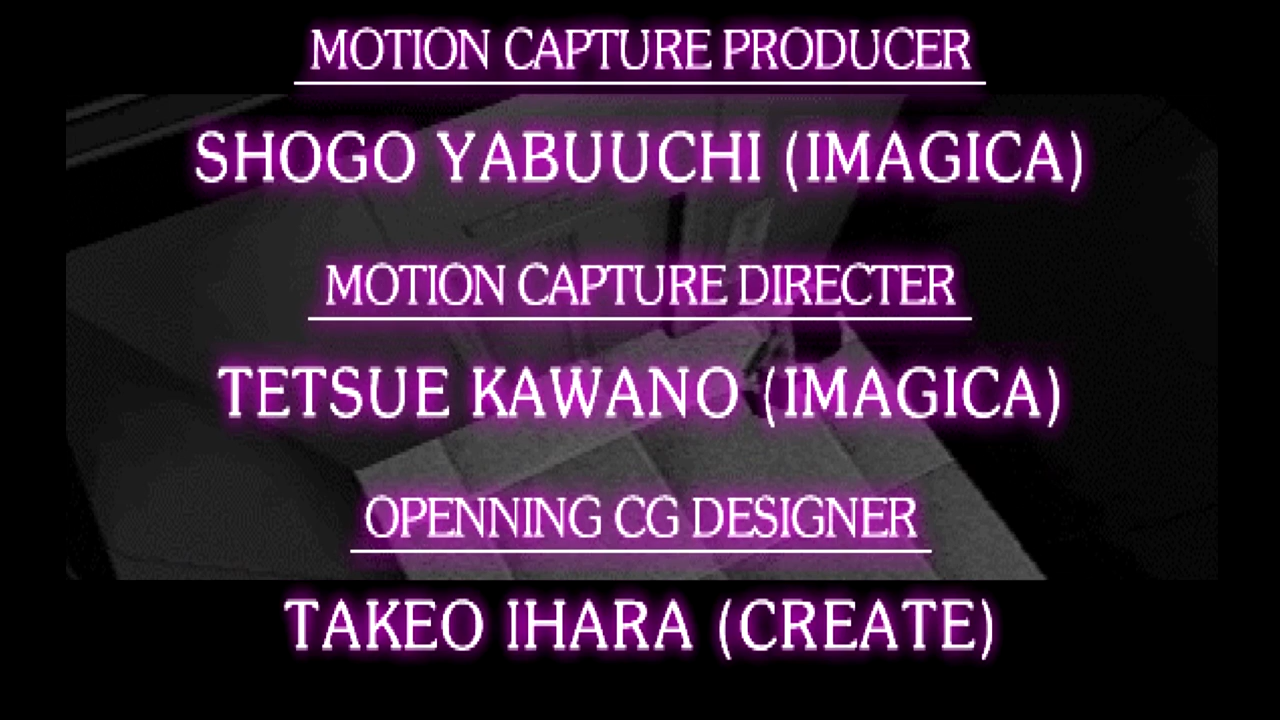 MOTION CAPTURE PRODUCER
SHOGO YABUUCHI (IMAGICA)
MOTION CAPTURE DIRECTER
TETSUE KAWANO (IMAGICA)
OPENNING CG DESIGNER
TAKEO IHARA (CREATE)